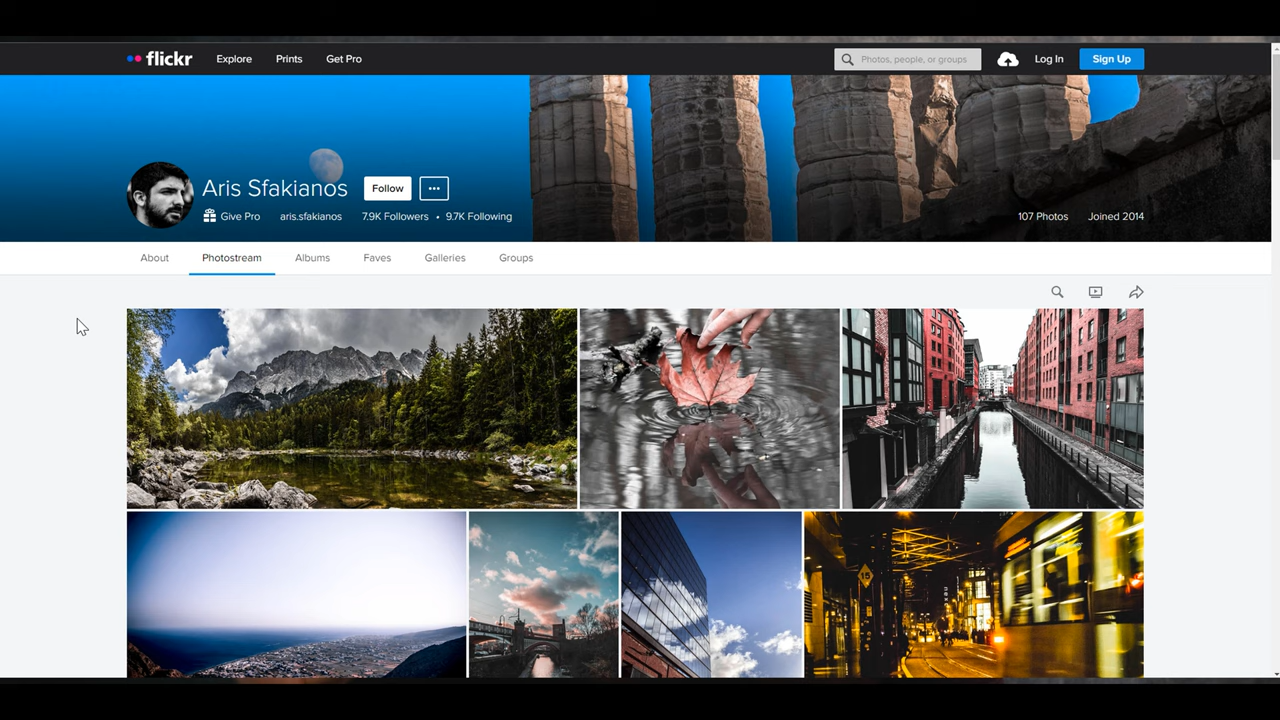 flickr Explore Prints Get Pro Photos, people, or groups Log In Sign Up
Aris Sfakianos Follow
Give Pro aris.sfakianos 7.9K Followers • 9.7K Following 107 Photos Joined 2014
About Photostream Albums Faves Galleries Groups